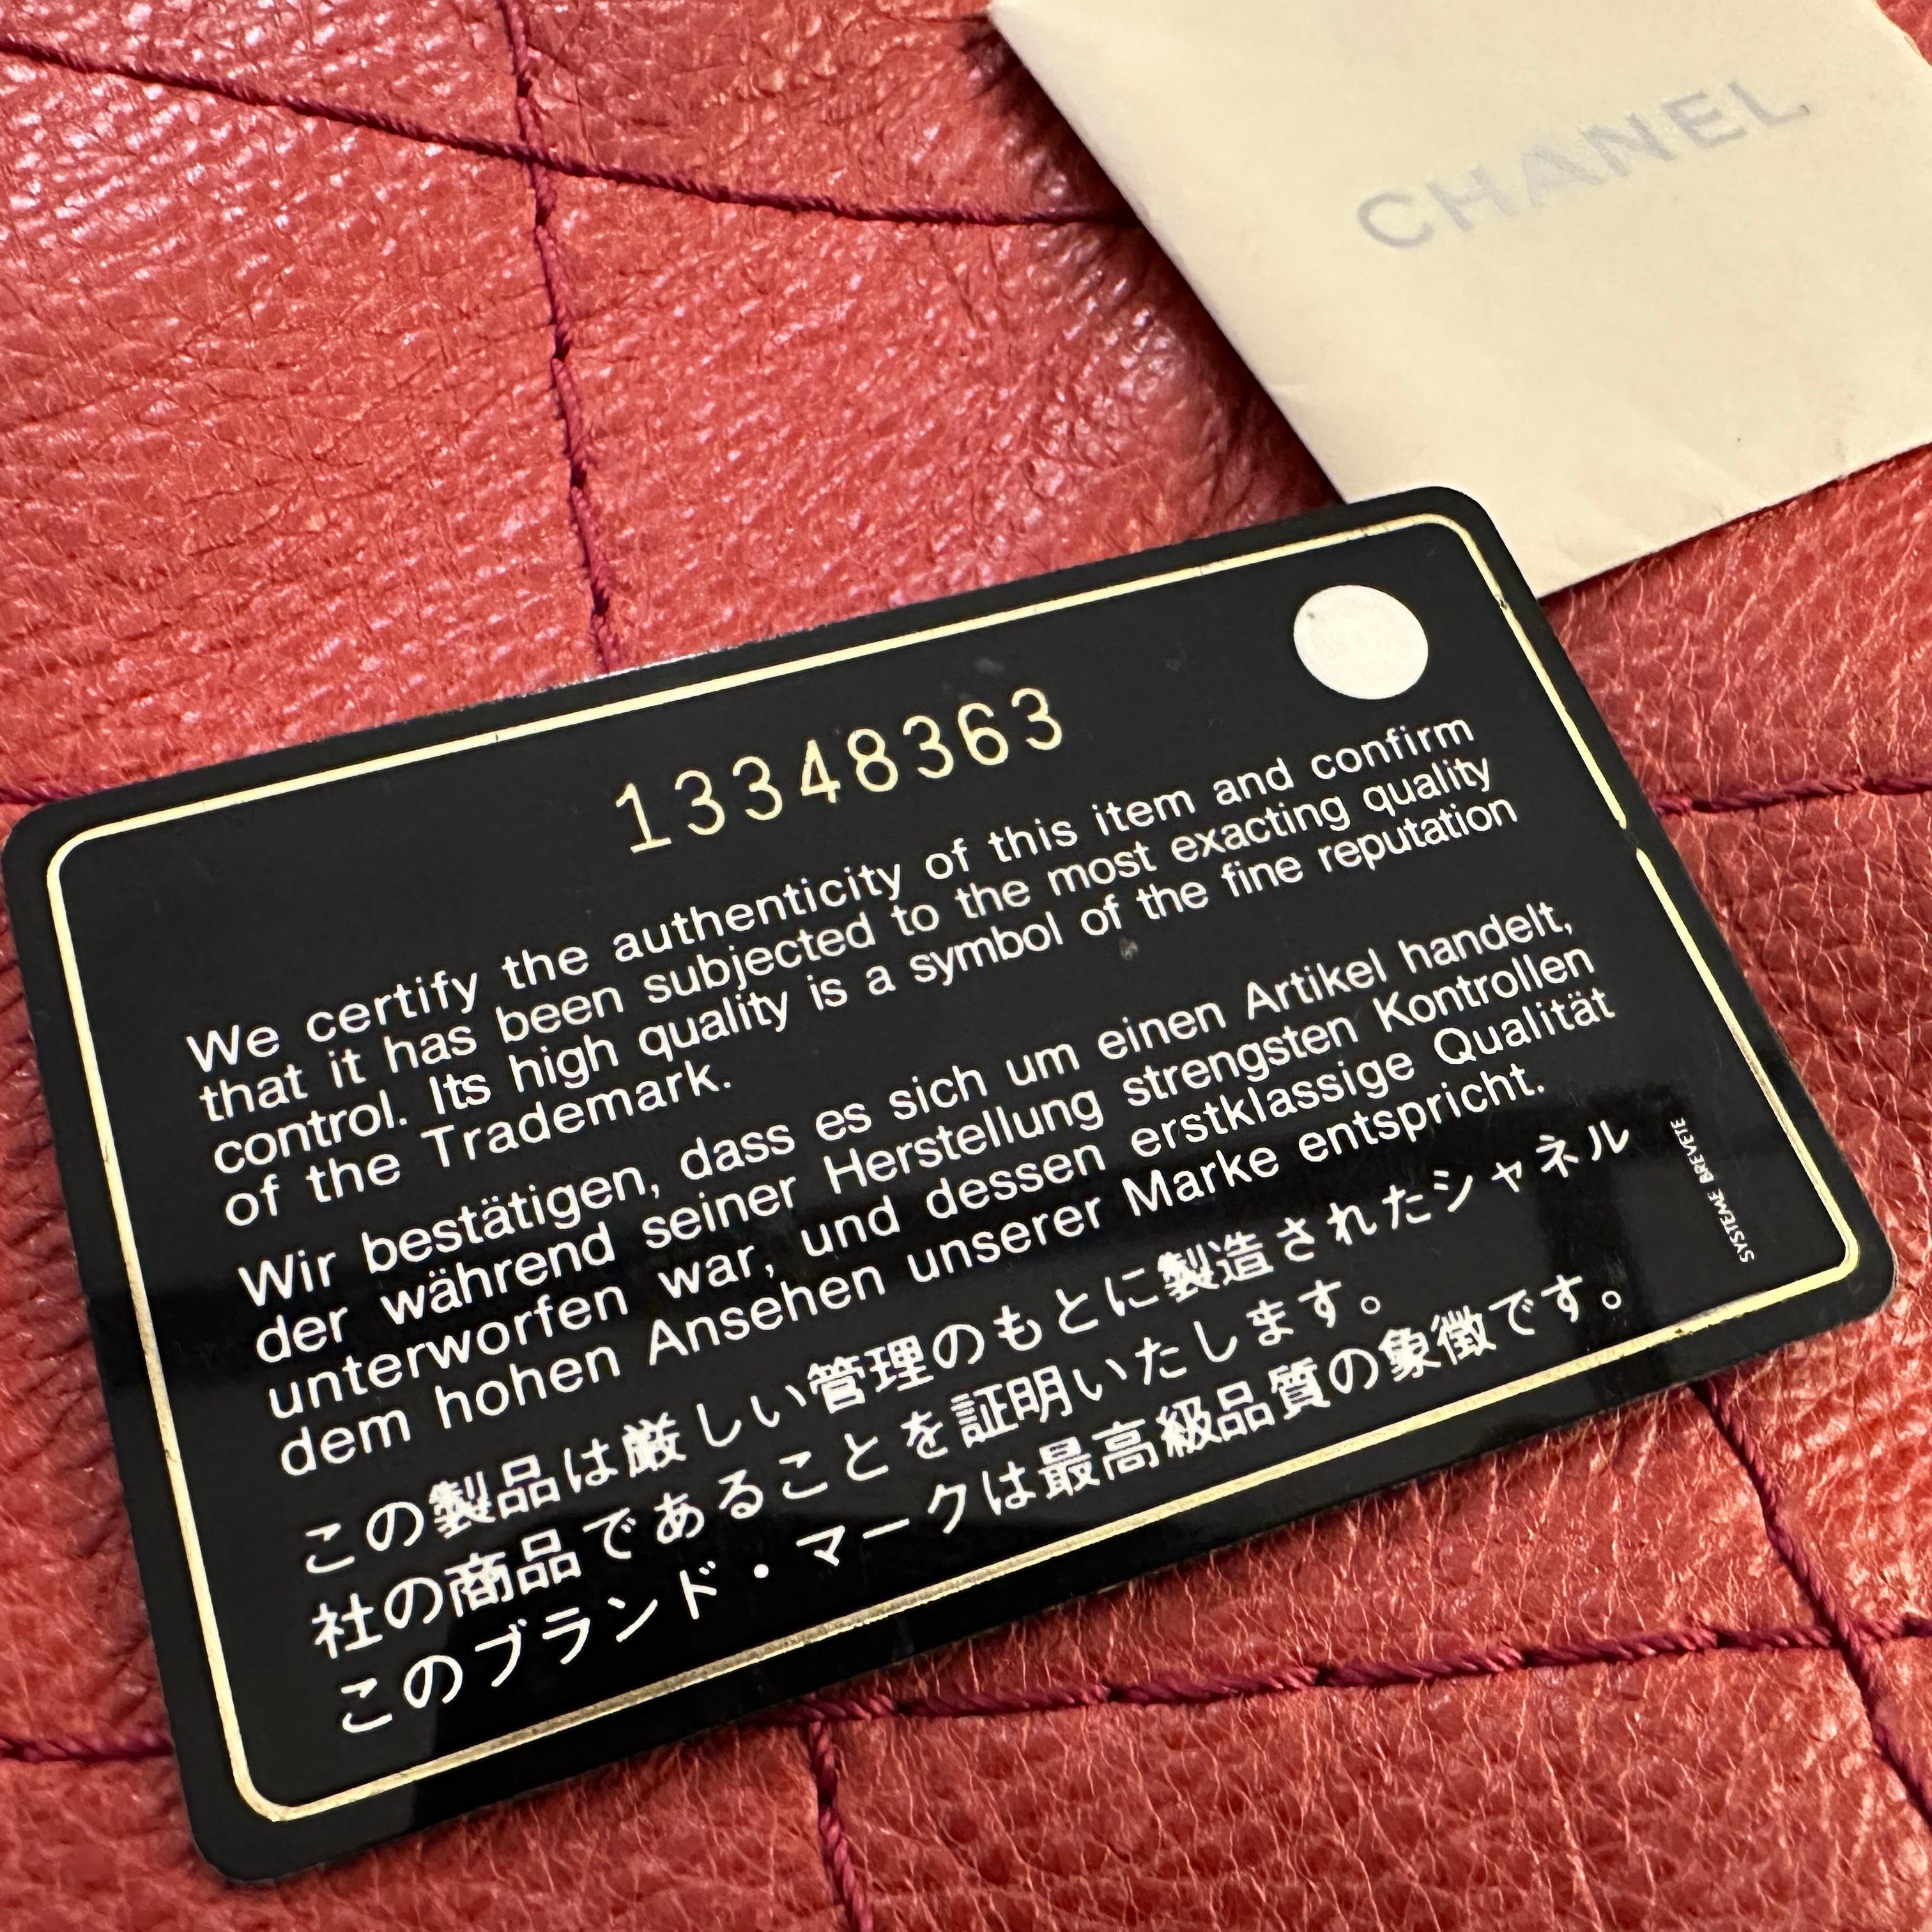 CHANEL
13348363
We certify the authenticity of this item and confirm
that it has been subjected to the most exacting quality
control. Its high quality is a symbol of the fine reputation
of the Trademark.
Wir bestätigen, dass es sich um einen Artikel handelt,
der während seiner Herstellung strengsten Kontrollen
unterworfen war, und dessen erstklassige Qualität
dem hohen Ansehen unserer Marke entspricht.
この製品は厳しい管理のもとに製造されたシャネル
社の商品であることを証明いたします。
このブランド・マークは最高級品質の象徴です。
SYSTEME BREVETE